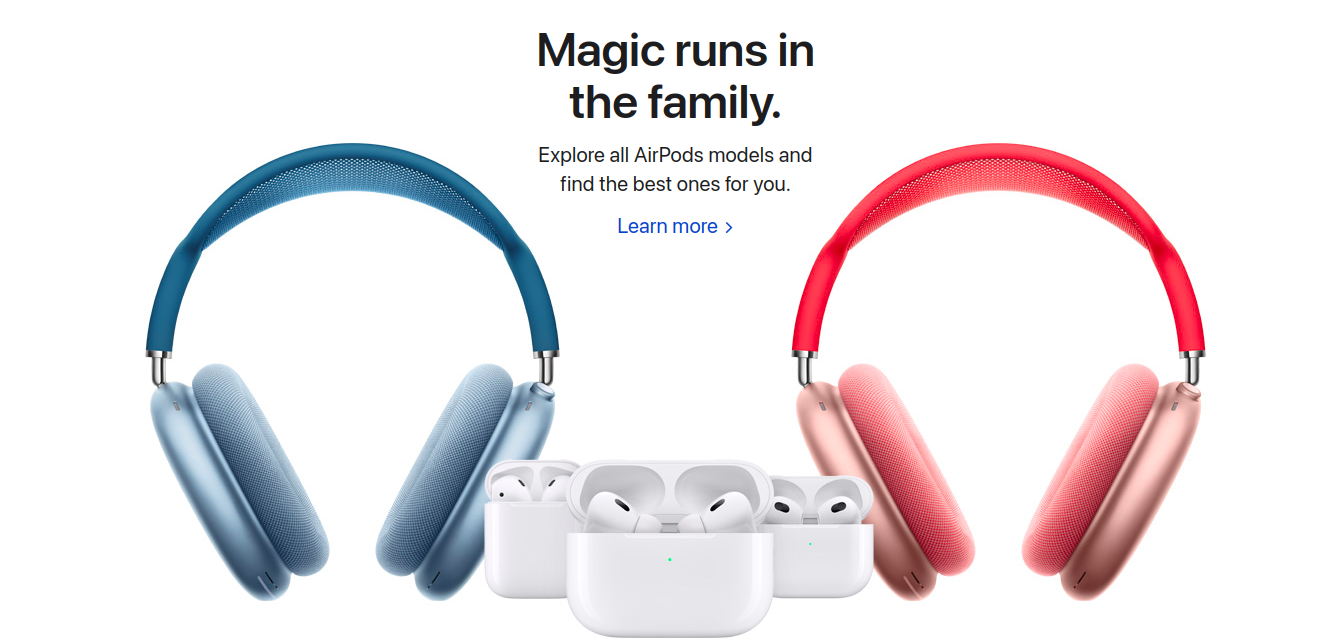 Magic runs in
the family.
Explore all AirPods models and
find the best ones for you.
Learn more >